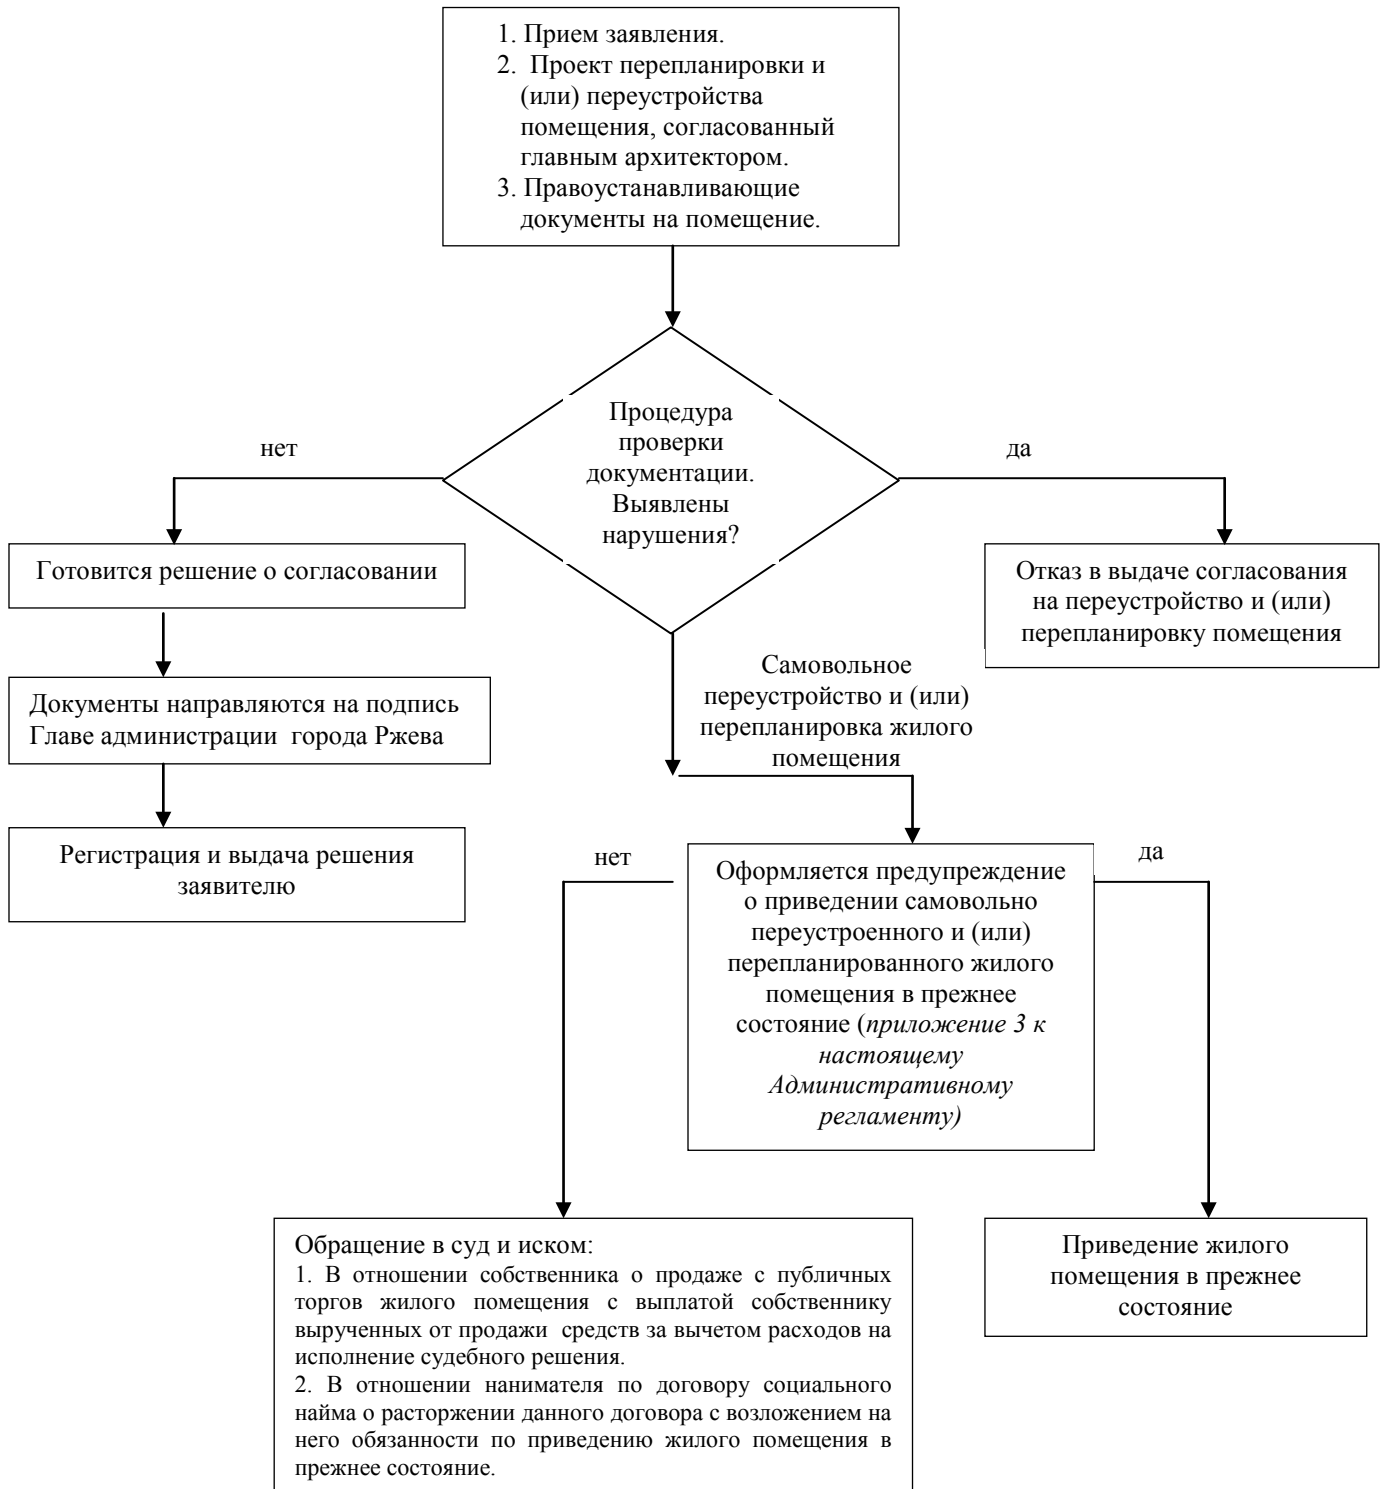 1. Прием заявления.
2. Проект перепланировки и
(или) переустройства
помещения, согласованный
главным архитектором.
3. Правоустанавливающие
документы на помещение.
Процедура
проверки
документации.
Выявлены
нарушения?
нет
да
Готовится решение о согласовании
Отказ в выдаче согласования
на переустройство и (или)
перепланировку помещения
Документы направляются на подпись
Главе администрации города Ржева
Самовольное
переустройство и (или)
перепланировка жилого
помещения
Регистрация и выдача решения
заявителю
нет
да
Оформляется предупреждение
о приведении самовольно
переустроенного и (или)
перепланированного жилого
помещения в прежнее
состояние (приложение 3 к
настоящему
Административному
регламенту)
Обращение в суд и иском:
1. В отношении собственника о продаже с публичных
торгов жилого помещения с выплатой собственнику
вырученных от продажи средств за вычетом расходов на
исполнение судебного решения.
2. В отношении нанимателя по договору социального
найма о расторжении данного договора с возложением на
него обязанности по приведению жилого помещения в
прежнее состояние.
Приведение жилого
помещения в прежнее
состояние